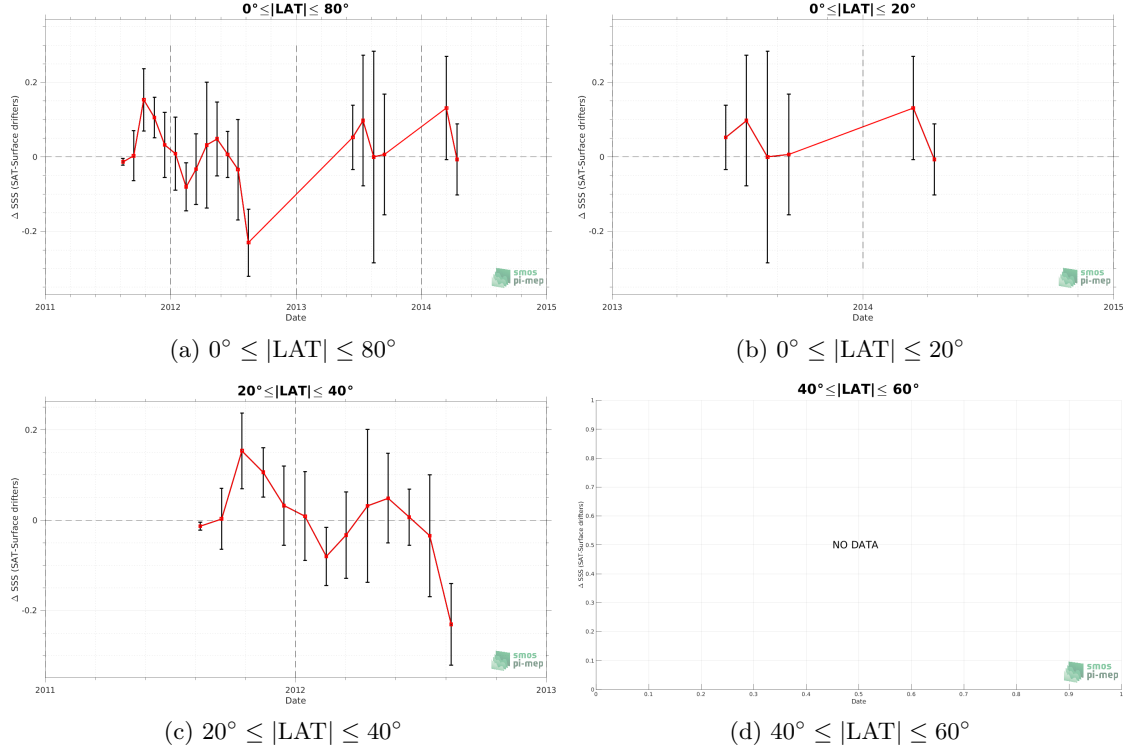 0°≤|LAT|≤ 80°
Δ SSS (SAT-Surface drifters)
0.2
0
-0.2
2011
2012
2013
2014
2015
Date
smos
pi-mep
(a) 0° ≤ |LAT| ≤ 80°
0°≤|LAT|≤ 20°
Δ SSS (SAT-Surface drifters)
0.2
0
-0.2
2013
2014
2015
Date
smos
pi-mep
(b) 0° ≤ |LAT| ≤ 20°
20°≤|LAT|≤ 40°
Δ SSS (SAT-Surface drifters)
0.2
0
-0.2
2011
2012
2013
Date
smos
pi-mep
(c) 20° ≤ |LAT| ≤ 40°
40°≤|LAT|≤ 60°
Δ SSS (SAT-Surface drifters)
1
0.9
0.8
0.7
0.6
0.5
0.4
0.3
0.2
0.1
0
NO DATA
0
0.1
0.2
0.3
0.4
0.5
0.6
0.7
0.8
0.9
1
Date
smos
pi-mep
(d) 40° ≤ |LAT| ≤ 60°